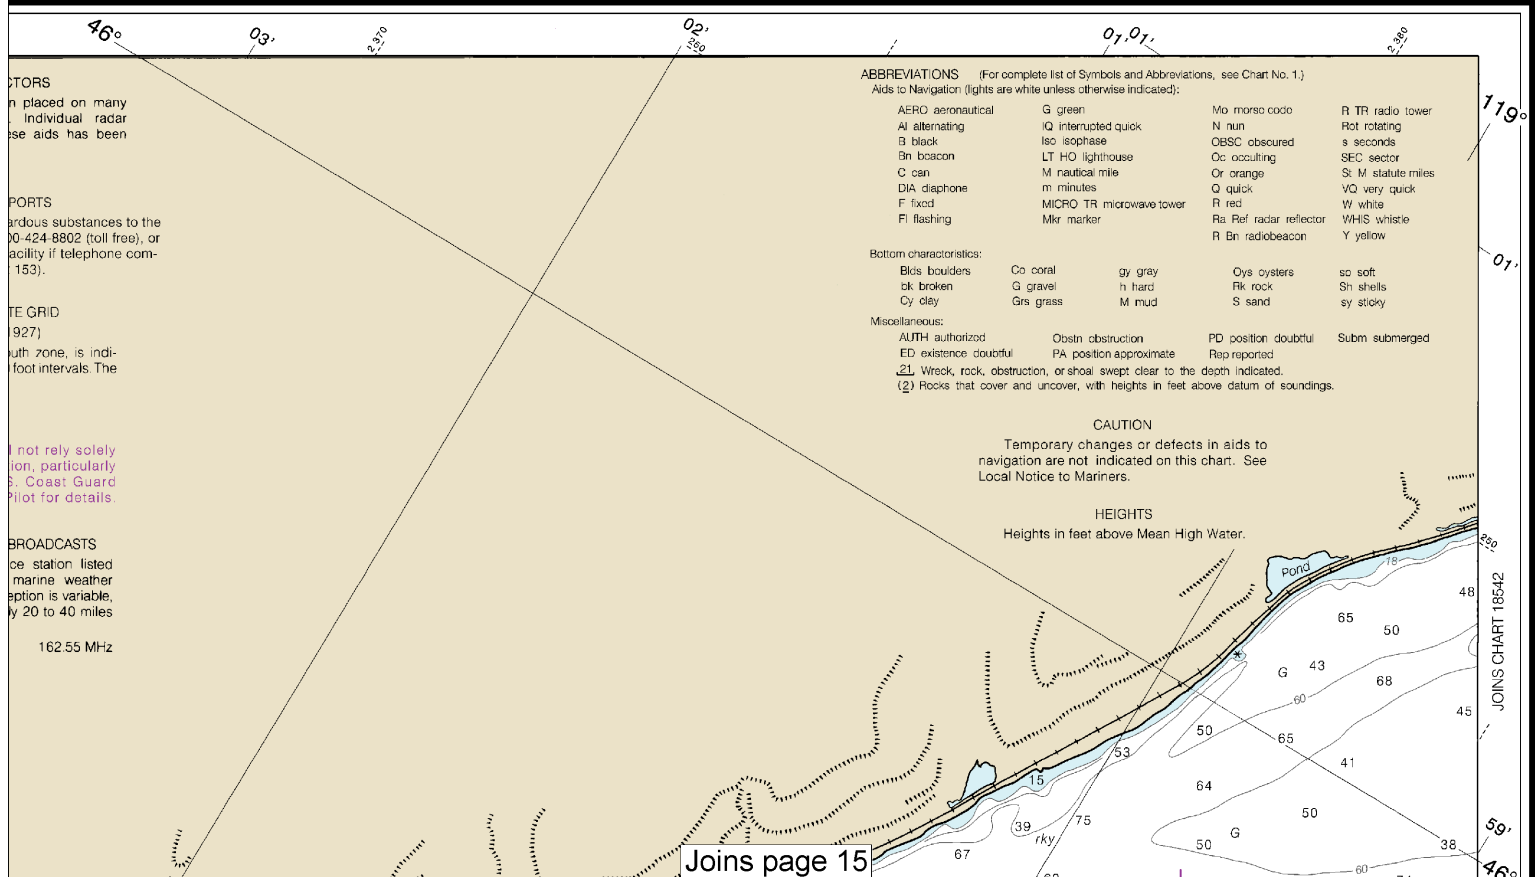 46°
03'
2,370
02'
250
01'
01'
2,380
CTORS
n placed on many
. Individual radar
ese aids has been
PORTS
ardous substances to the
00-424-8802 (toll free), or
acility if telephone com-
153).
TE GRID
1927)
outh zone, is indi-
foot intervals. The
l not rely solely
ion, particularly
S. Coast Guard
Pilot for details.
BROADCASTS
ce station listed
marine weather
eption is variable,
ly 20 to 40 miles
162.55 MHz
ABBREVIATIONS (For complete list of Symbols and Abbreviations, see Chart No. 1.)
Aids to Navigation (lights are white unless otherwise indicated):
AERO aeronautical G green Mo morse code R TR radio tower
Al alternating IQ interrupted quick N nun Rot rotating
B black Iso isophase OBSC obscured s seconds
Bn beacon LT HO lighthouse Oc occulting SEC sector
C can M nautical mile Or orange St M statute miles
DIA diaphone m minutes Q quick VQ very quick
F fixed MICRO TR microwave tower R red W white
Fl flashing Mkr marker Ra Ref radar reflector WHIS whistle
R Bn radiobeacon Y yellow
Bottom characteristics:
Blds boulders Co coral gy gray Oys oysters so soft
bk broken G gravel h hard Rk rock Sh shells
Cy clay Grs grass M mud S sand sy sticky
Miscellaneous:
AUTH authorized Obstn obstruction PD position doubtful Subm submerged
ED existence doubtful PA position approximate Rep reported
21 Wreck, rock, obstruction, or shoal swept clear to the depth indicated.
(2) Rocks that cover and uncover, with heights in feet above datum of soundings.
CAUTION
Temporary changes or defects in aids to
navigation are not indicated on this chart. See
Local Notice to Mariners.
HEIGHTS
Heights in feet above Mean High Water.
119°
01'
250
JOINS CHART 18542
59'
46°
Pond
18
48
65
50
G
43
68
60
45
50
65
53
41
15
64
50
39
75
rky
G
50
38
67
60
Joins page 15